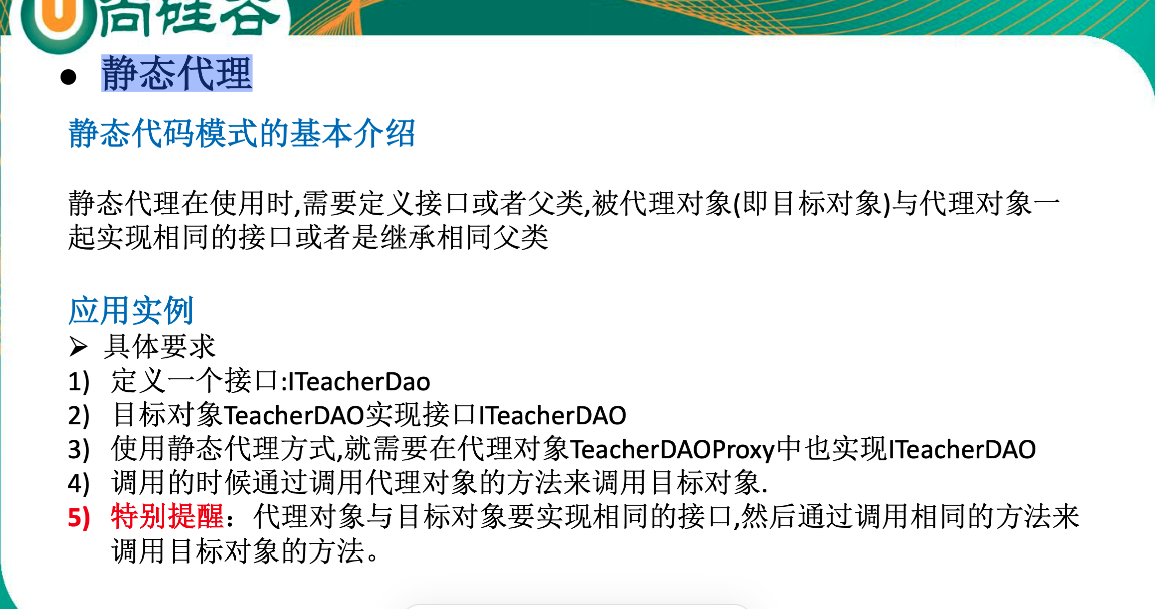 尚硅谷
● 静态代理
静态代码模式的基本介绍
静态代理在使用时,需要定义接口或者父类,被代理对象(即目标对象)与代理对象一
起实现相同的接口或者是继承相同父类
应用实例
➢ 具体要求
1) 定义一个接口:ITeacherDao
2) 目标对象TeacherDAO实现接口ITeacherDAO
3) 使用静态代理方式,就需要在代理对象TeacherDAOProxy中也实现ITeacherDAO
4) 调用的时候通过调用代理对象的方法来调用目标对象.
5) 特别提醒：代理对象与目标对象要实现相同的接口,然后通过调用相同的方法来
调用目标对象的方法。